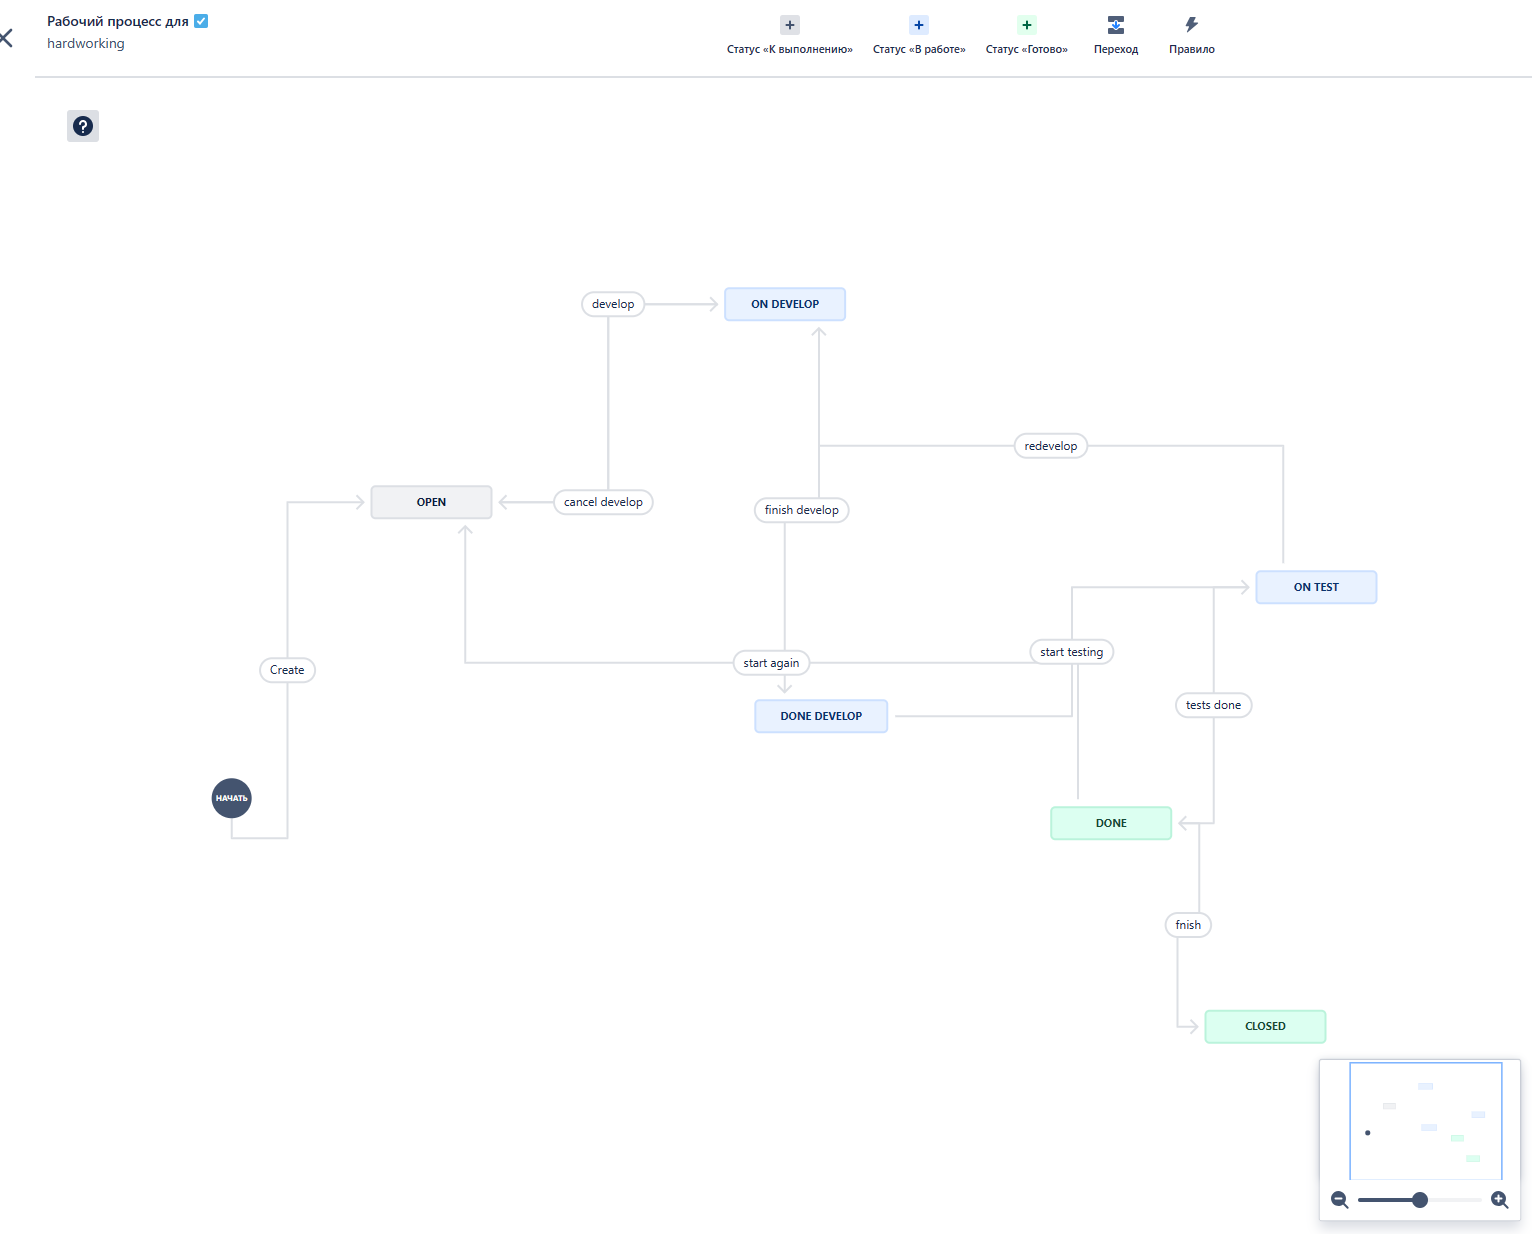 Рабочий процесс для
hardworking
Статус «К выполнению»
Статус «В работе»
Статус «Готово»
Переход
Правило
?
develop
ON DEVELOP
redevelop
OPEN
cancel develop
finish develop
ON TEST
Create
start again
start testing
tests done
DONE DEVELOP
НАЧАТЬ
DONE
fnish
CLOSED